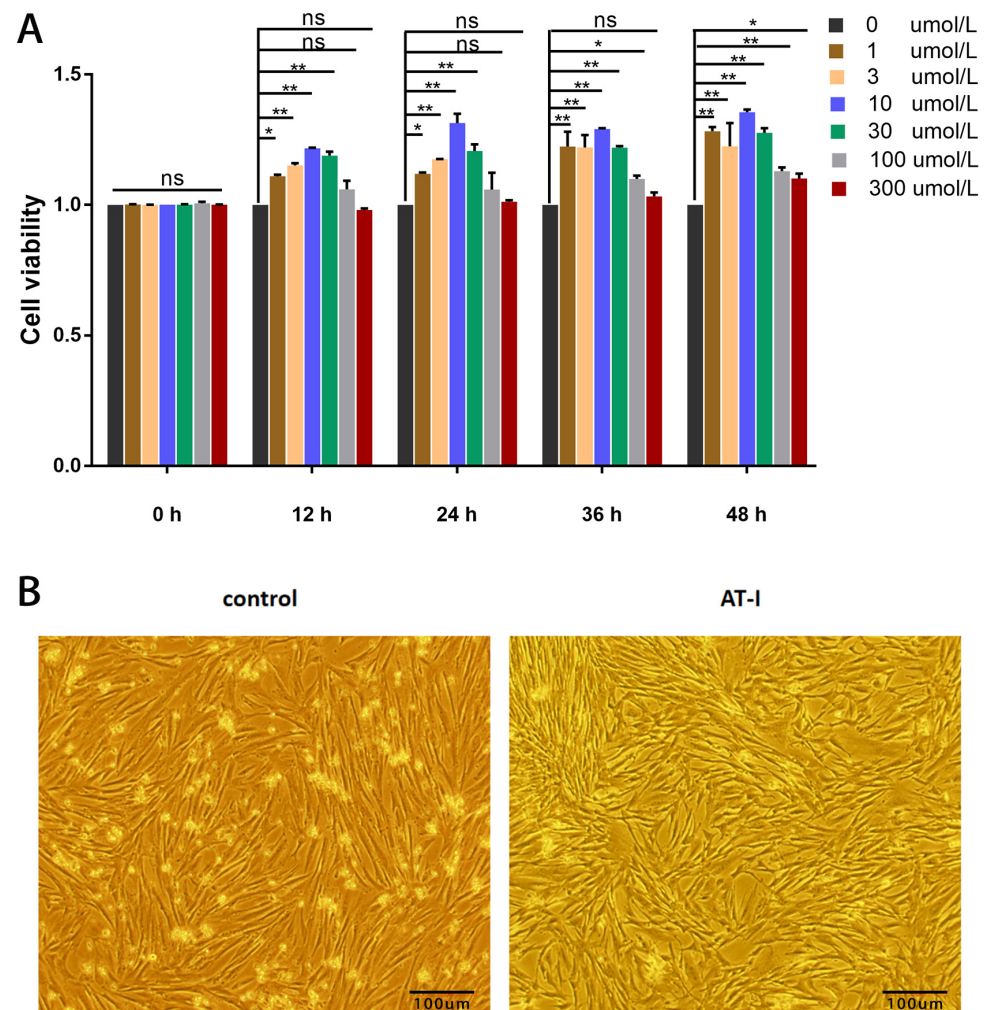 A
ns
ns
**
**
**
*
ns
ns
**
**
**
*
ns
*
**
**
**
**
*
**
**
**
**
**
0 umol/L
1 umol/L
3 umol/L
10 umol/L
30 umol/L
100 umol/L
300 umol/L
ns
Cell viability
1.5
1.0
0.5
0.0
0 h 12 h 24 h 36 h 48 h
B
control AT-I
100um 100um